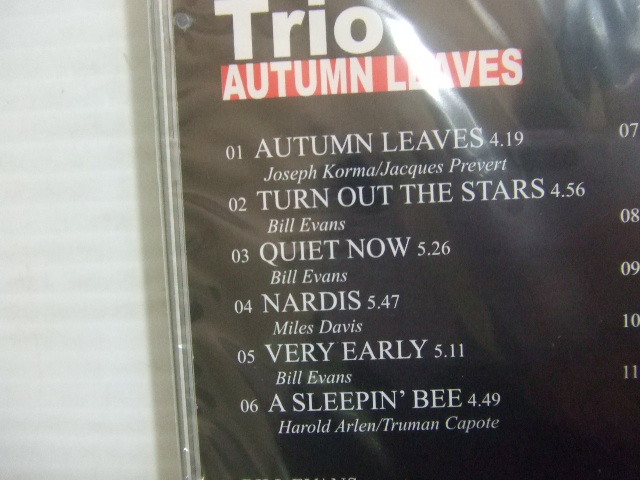 Trio
AUTUMN LEAVES
01 AUTUMN LEAVES 4.19
Joseph Korma/Jacques Prevert
02 TURN OUT THE STARS 4.56
Bill Evans
03 QUIET NOW 5.26
Bill Evans
04 NARDIS 5.47
Miles Davis
05 VERY EARLY 5.11
Bill Evans
06 A SLEEPIN' BEE 4.49
Harold Arlen/Truman Capote
07
08
09
10
11